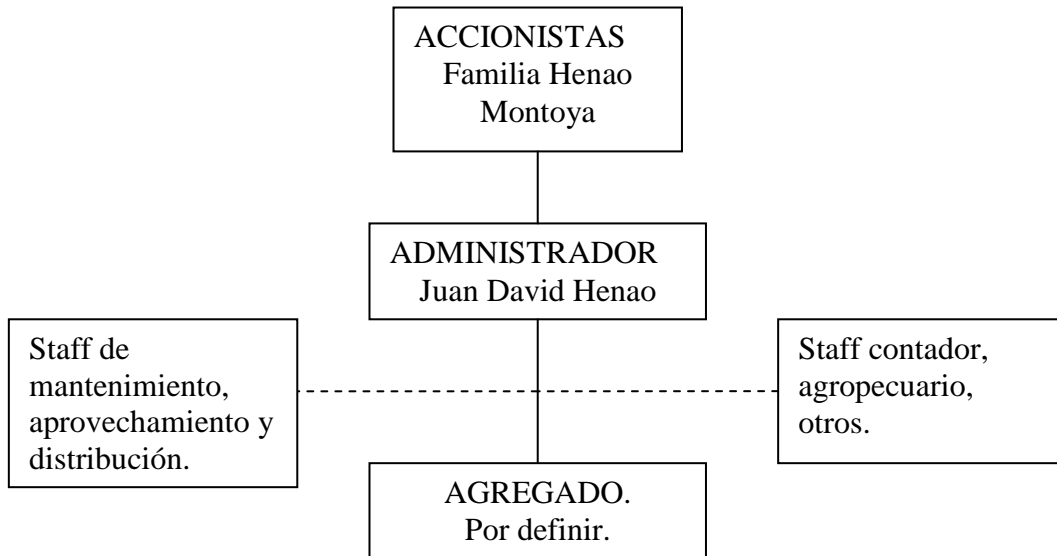 ACCIONISTAS
Familia Henao
Montoya
ADMINISTRADOR
Juan David Henao
Staff de
mantenimiento,
aprovechamiento y
distribución.
Staff contador,
agropecuario,
otros.
AGREGADO.
Por definir.